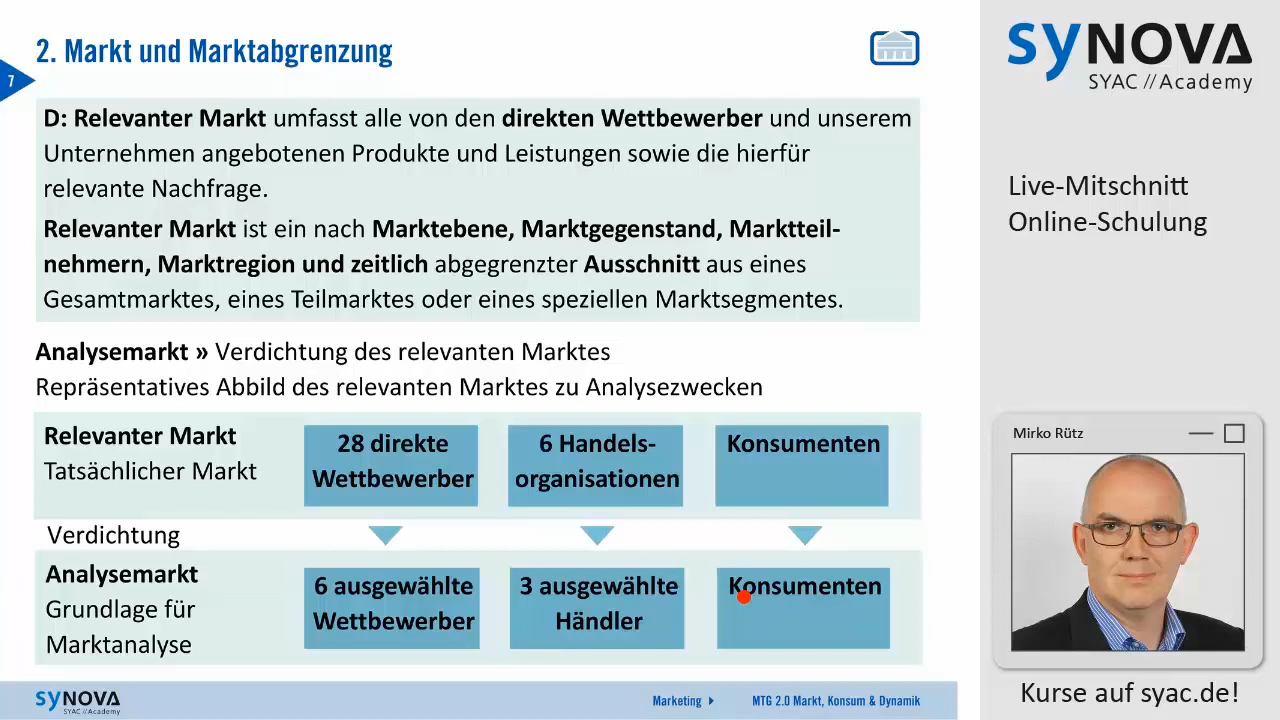 2. Markt und Marktabgrenzung
7
D: Relevanter Markt umfasst alle von den direkten Wettbewerber und unserem
Unternehmen angebotenen Produkte und Leistungen sowie die hierfür
relevante Nachfrage.
Relevanter Markt ist ein nach Marktebene, Marktgegenstand, Marktteil-
nehmern, Marktregion und zeitlich abgegrenzter Ausschnitt aus eines
Gesamtmarktes, eines Teilmarktes oder eines speziellen Marktsegmentes.
Analysemarkt » Verdichtung des relevanten Marktes
Repräsentatives Abbild des relevanten Marktes zu Analysezwecken
Relevanter Markt
Tatsächlicher Markt
28 direkte
Wettbewerber
6 Handels-
organisationen
Konsumenten
Verdichtung
Analysemarkt
Grundlage für
Marktanalyse
6 ausgewählte
Wettbewerber
3 ausgewählte
Händler
Konsumenten
syNOVA
SYAC // Academy
Marketing
MTG 2.0 Markt, Konsum & Dynamik
syNOVA
SYAC // Academy
Live-Mitschnitt
Online-Schulung
Mirko Rütz
Kurse auf syac.de!